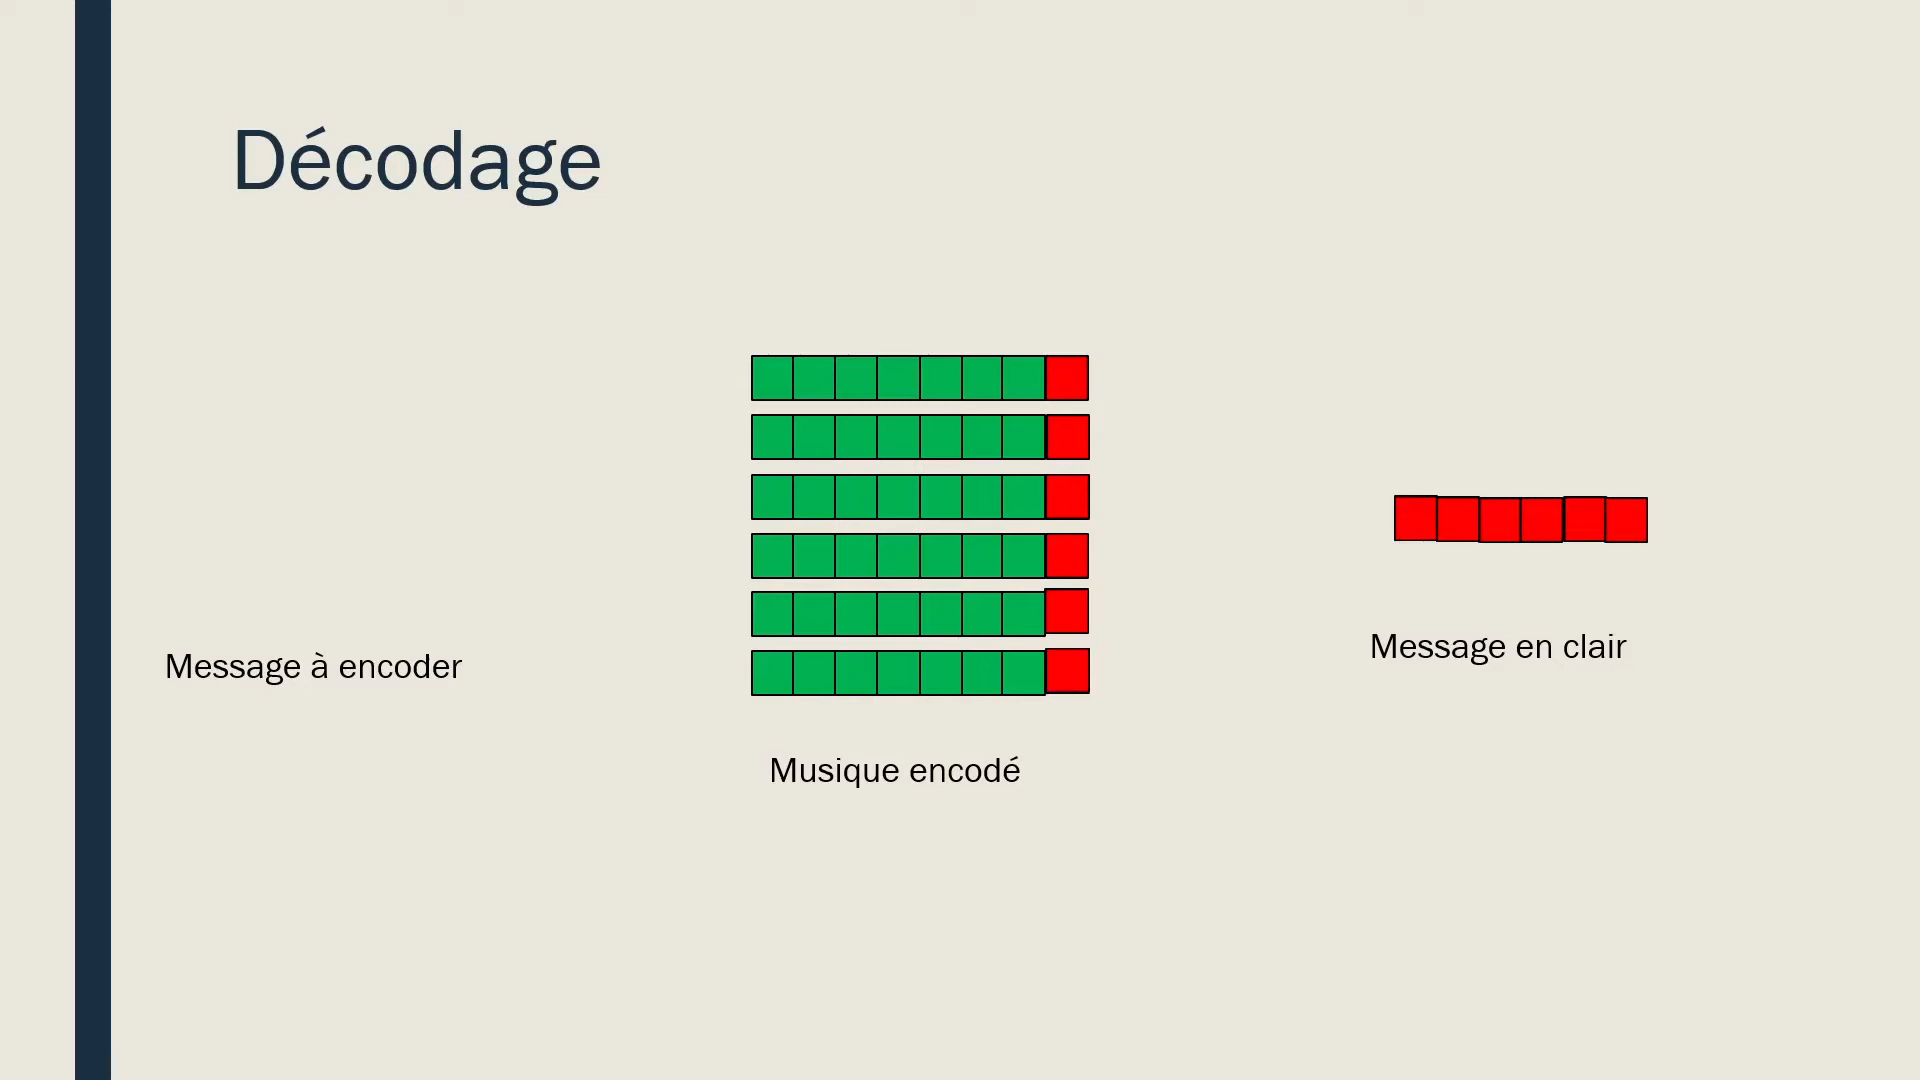 Décodage
Message à encoder
Musique encodé
Message en clair